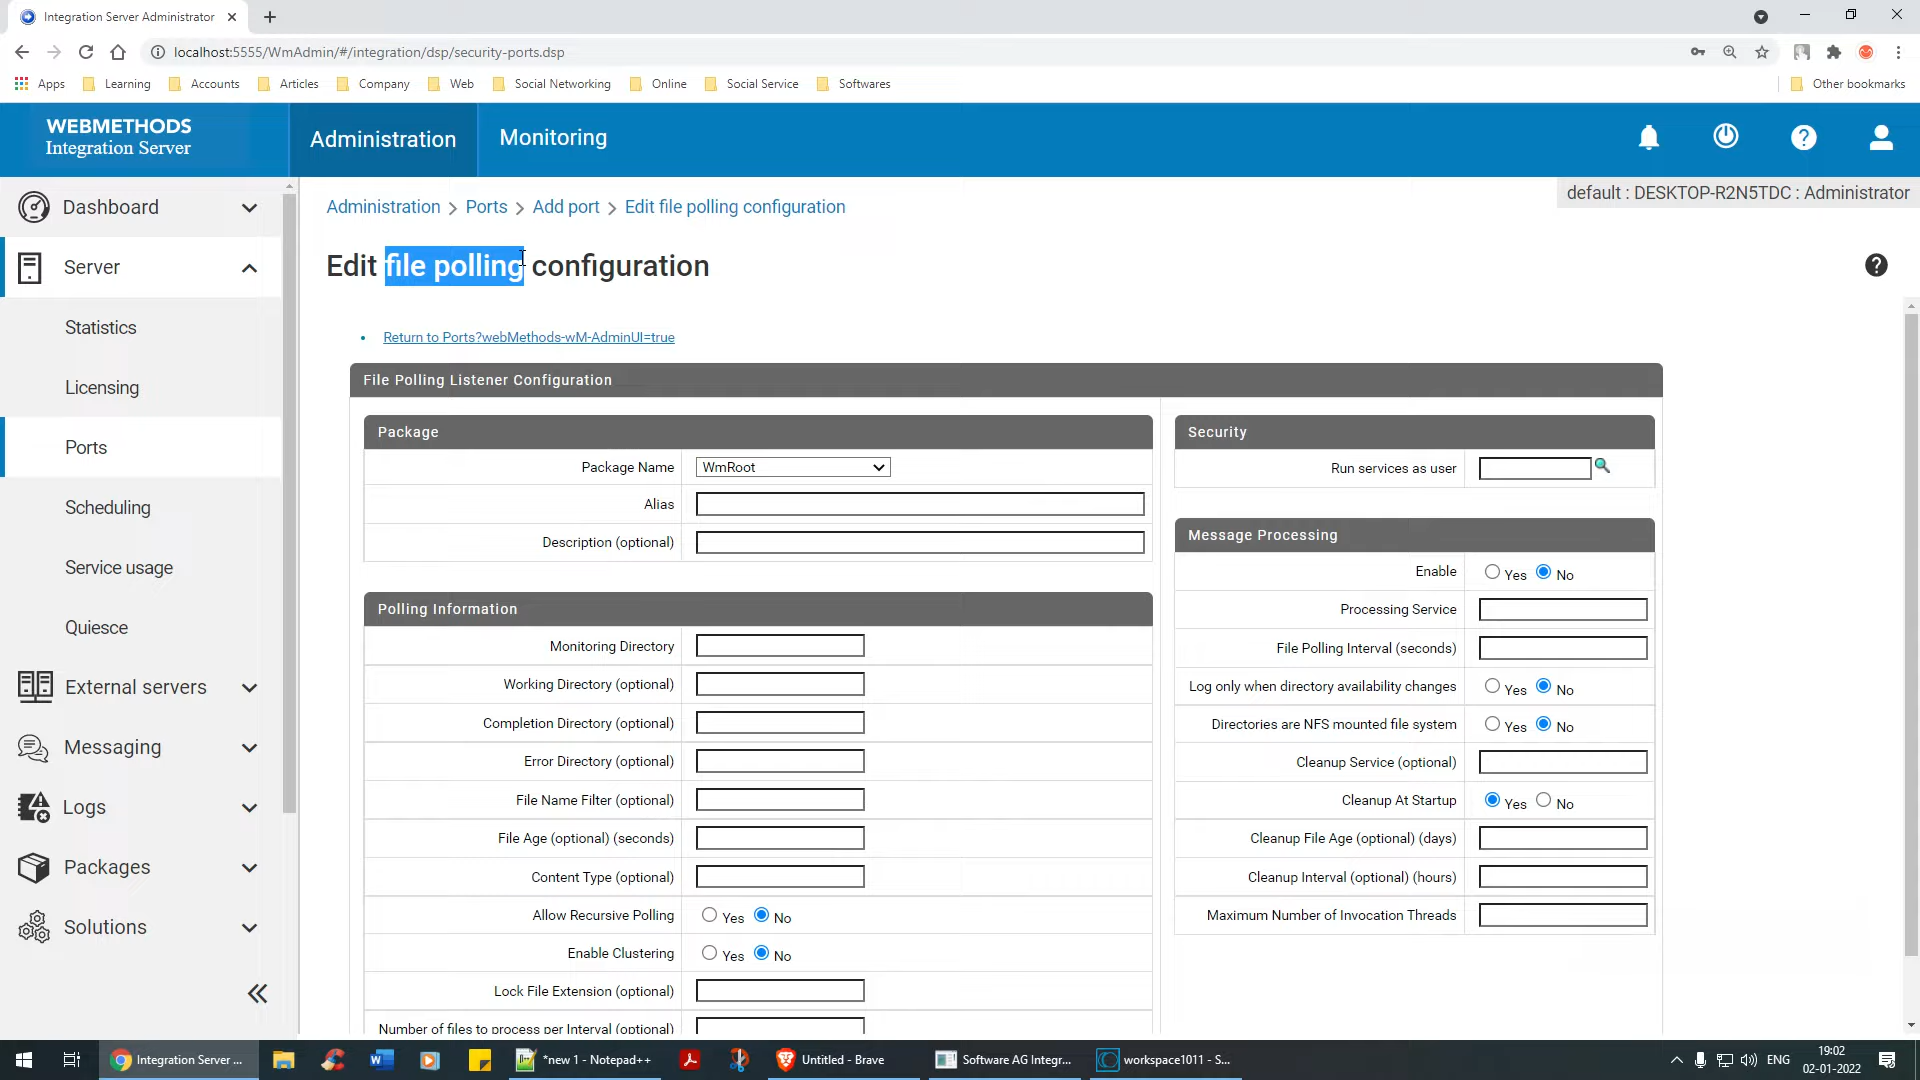 Integration Server Administrator
localhost:5555/WmAdmin/#/integration/dsp/security-ports.dsp
Apps Learning Accounts Articles Company Web Social Networking Online Social Service Softwares Other bookmarks
WEBMETHODS
Integration Server
Administration Monitoring
default : DESKTOP-R2N5TDC : Administrator
Dashboard
Server
Statistics
Licensing
Ports
Scheduling
Service usage
Quiesce
External servers
Messaging
Logs
Packages
Solutions
Administration > Ports > Add port > Edit file polling configuration
Edit file polling configuration
Return to Ports?webMethods-wM-AdminUI=true
File Polling Listener Configuration
Package
Package Name WmRoot
Alias
Description (optional)
Polling Information
Monitoring Directory
Working Directory (optional)
Completion Directory (optional)
Error Directory (optional)
File Name Filter (optional)
File Age (optional) (seconds)
Content Type (optional)
Allow Recursive Polling Yes No
Enable Clustering Yes No
Lock File Extension (optional)
Number of files to process per Interval (optional)
Security
Run services as user
Message Processing
Enable Yes No
Processing Service
File Polling Interval (seconds)
Log only when directory availability changes Yes No
Directories are NFS mounted file system Yes No
Cleanup Service (optional)
Cleanup At Startup Yes No
Cleanup File Age (optional) (days)
Cleanup Interval (optional) (hours)
Maximum Number of Invocation Threads
Integration Server ... *new 1 - Notepad++ Untitled - Brave Software AG Integr... workspace1011 - S... ENG
19:02
02-01-2022